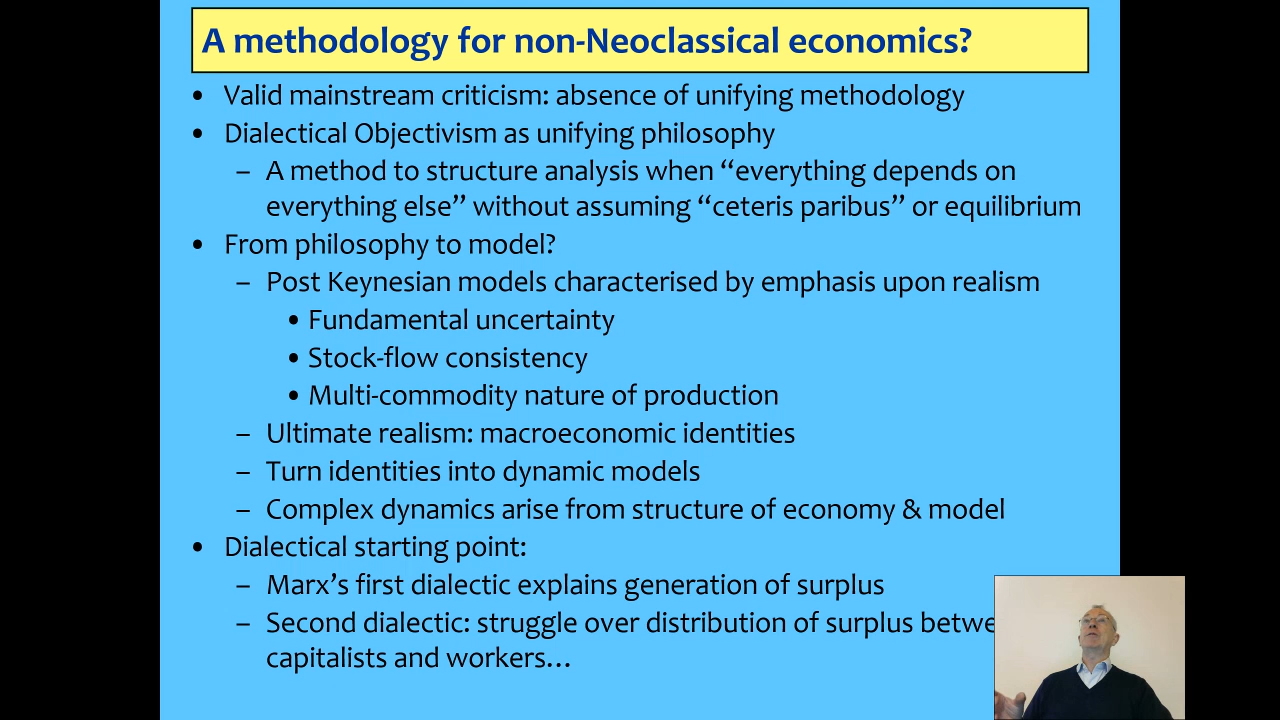 A methodology for non-Neoclassical economics?
• Valid mainstream criticism: absence of unifying methodology
• Dialectical Objectivism as unifying philosophy
– A method to structure analysis when “everything depends on
everything else” without assuming “ceteris paribus” or equilibrium
• From philosophy to model?
– Post Keynesian models characterised by emphasis upon realism
• Fundamental uncertainty
• Stock-flow consistency
• Multi-commodity nature of production
– Ultimate realism: macroeconomic identities
– Turn identities into dynamic models
– Complex dynamics arise from structure of economy & model
• Dialectical starting point:
– Marx’s first dialectic explains generation of surplus
– Second dialectic: struggle over distribution of surplus
capitalists and workers…